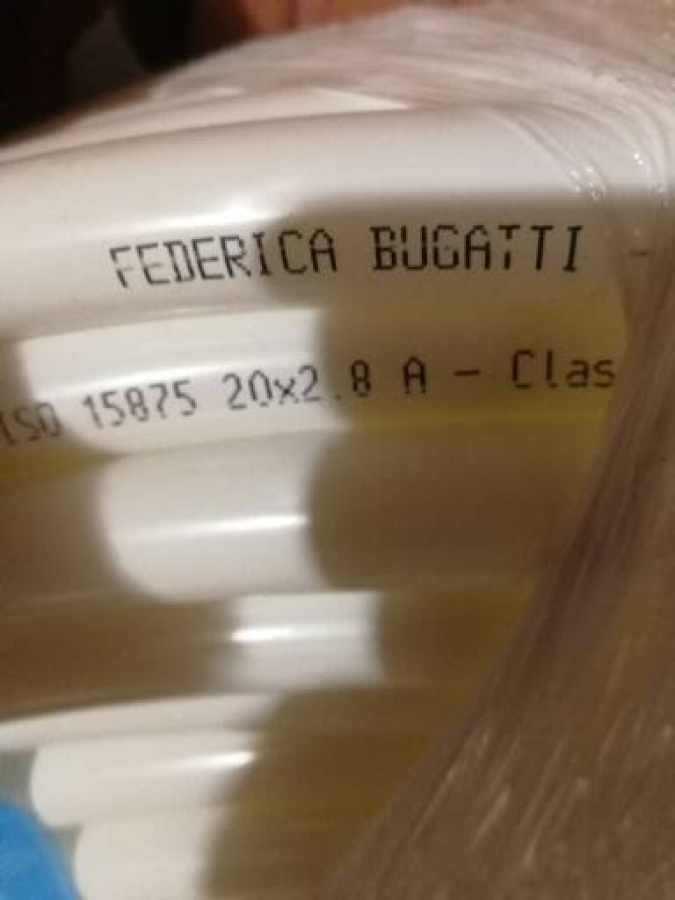 FEDERICA BUGATTI -
ISO 15875 20x2.8 A - Clas